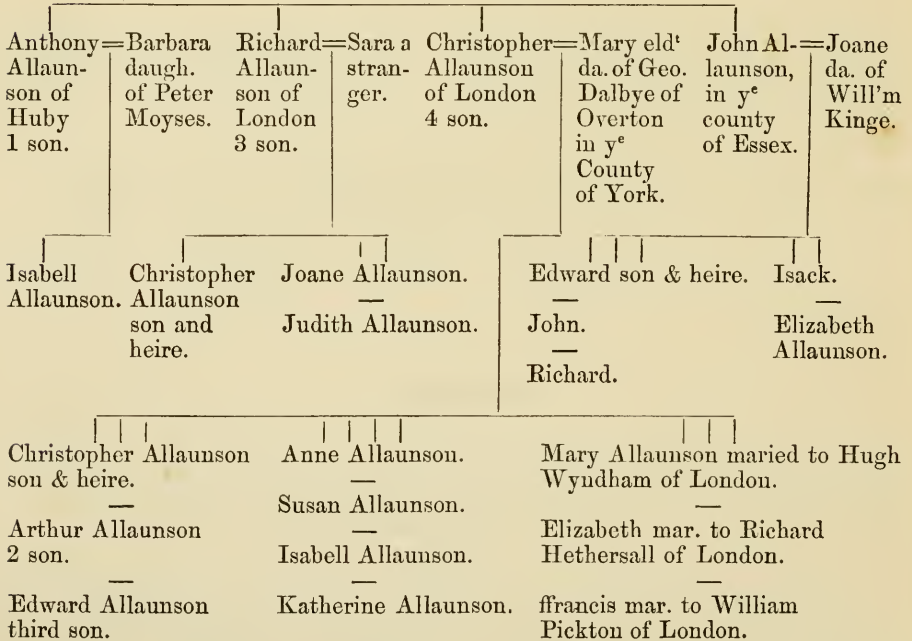 Anthony=Barbara
Allaun-
son of
Huby
1 son.
daugh.
of Peter
Moyses.
Richard=Sara a
Allaun-
son of
London
3 son.
stran-
ger.
Christopher=Mary eldᵗ
Allaunson
of London
4 son.
da. of Geo.
Dalbye of
Overton
in yᵉ
County
of York.
John Al-=Joane
launson,
in yᵉ
county
of Essex.
da. of
Will'm
Kinge.
Isabell
Allaunson.
Christopher
Allaunson
son and
heire.
Joane Allaunson.
Judith Allaunson.
Edward son & heire.
John.
Richard.
Isack.
Elizabeth
Allaunson.
Christopher Allaunson
son & heire.
Arthur Allaunson
2 son.
Edward Allaunson
third son.
Anne Allaunson.
Susan Allaunson.
Isabell Allaunson.
Katherine Allaunson.
Mary Allaunson maried to Hugh
Wyndham of London.
Elizabeth mar. to Richard
Hethersall of London.
ffrancis mar. to William
Pickton of London.